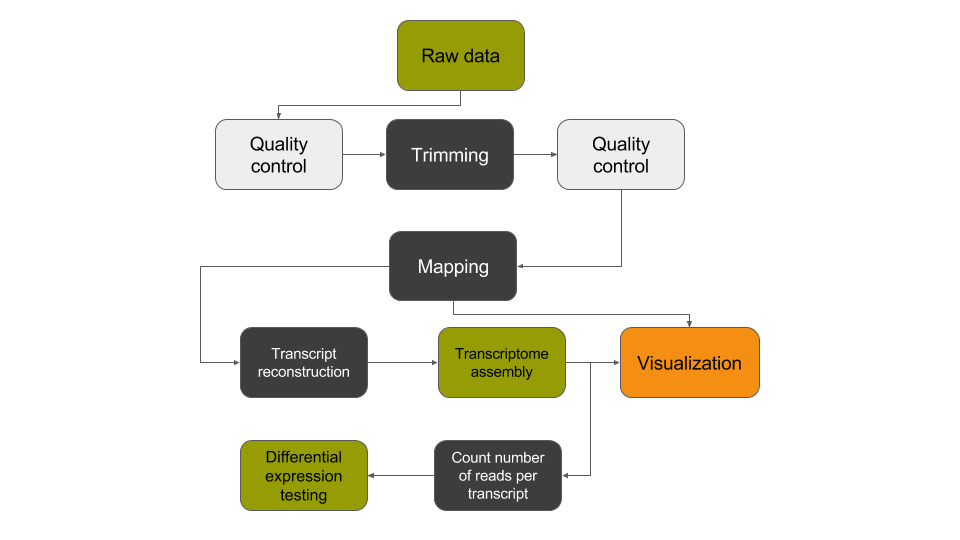 Raw data
Quality
control
Trimming
Quality
control
Mapping
Transcript
reconstruction
Transcriptome
assembly
Visualization
Differential
expression
testing
Count number
of reads per
transcript